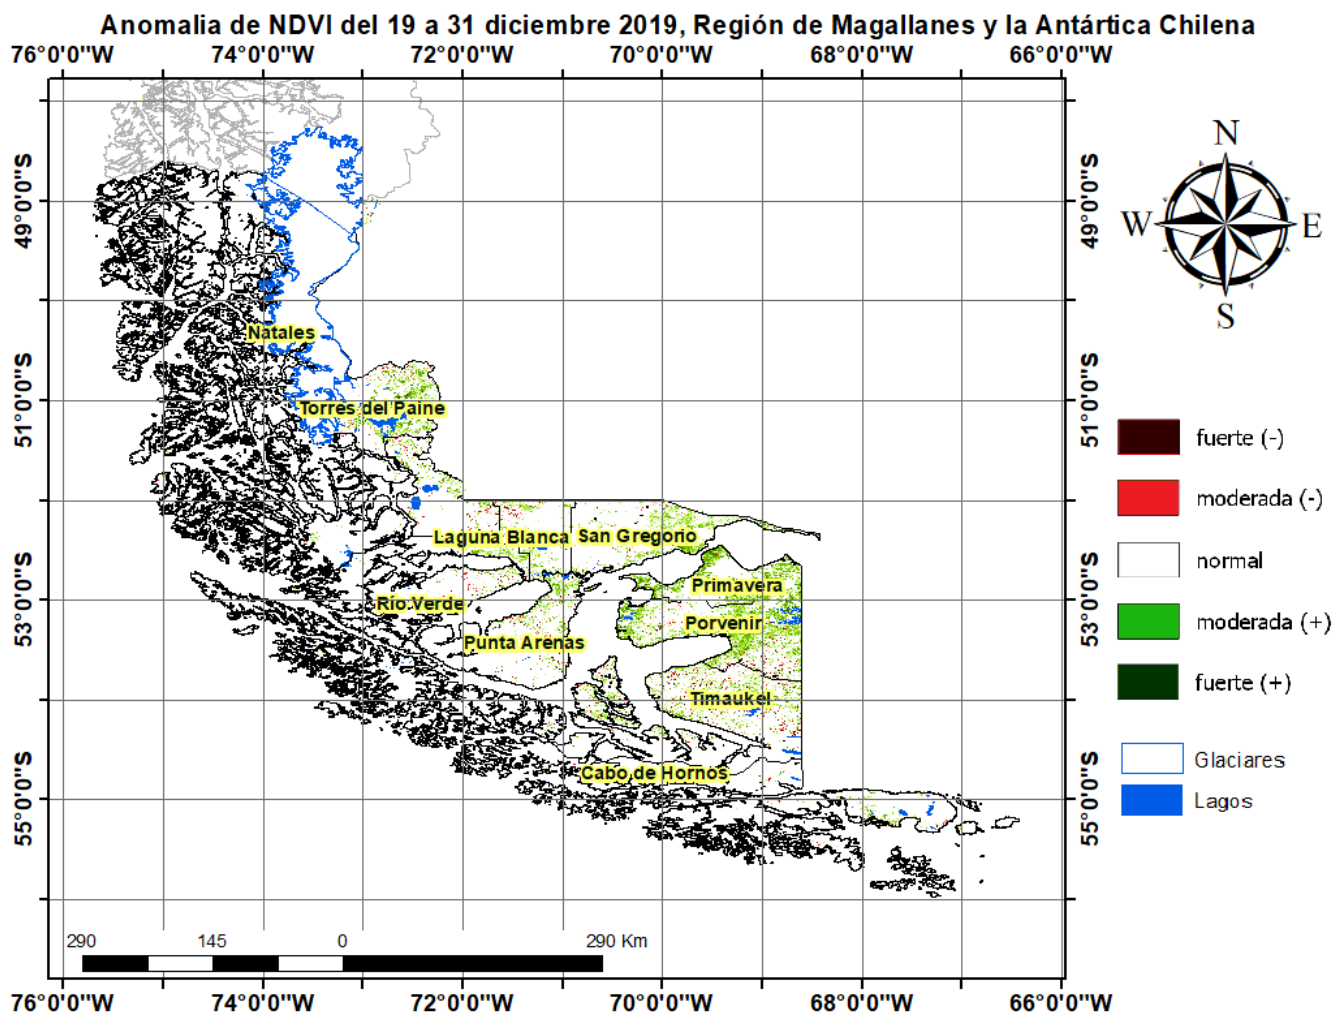 Anomalia de NDVI del 19 a 31 diciembre 2019, Región de Magallanes y la Antártica Chilena
76°0'0"W 74°0'0"W 72°0'0"W 70°0'0"W 68°0'0"W 66°0'0"W
N
W E
S
49°0'0"S 49°0'0"S
Natales
51°0'0"S 51°0'0"S
Torres del Paine
Laguna Blanca San Gregorio
Primavera
53°0'0"S 53°0'0"S
Río Verde
Porvenir
Punta Arenas
Timaukel
Cabo de Hornos
55°0'0"S 55°0'0"S
fuerte (-)
moderada (-)
normal
moderada (+)
fuerte (+)
Glaciares
Lagos
290 145 0 290 Km
76°0'0"W 74°0'0"W 72°0'0"W 70°0'0"W 68°0'0"W 66°0'0"W